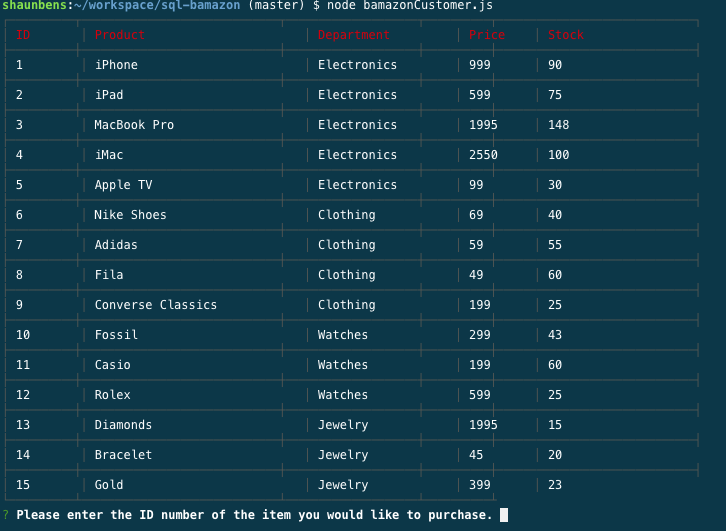 shaunbens:~/workspace/sql-bamazon (master) $ node bamazonCustomer.js
ID Product Department Price Stock
1 iPhone Electronics 999 90
2 iPad Electronics 599 75
3 MacBook Pro Electronics 1995 148
4 iMac Electronics 2550 100
5 Apple TV Electronics 99 30
6 Nike Shoes Clothing 69 40
7 Adidas Clothing 59 55
8 Fila Clothing 49 60
9 Converse Classics Clothing 199 25
10 Fossil Watches 299 43
11 Casio Watches 199 60
12 Rolex Watches 599 25
13 Diamonds Jewelry 1995 15
14 Bracelet Jewelry 45 20
15 Gold Jewelry 399 23
? Please enter the ID number of the item you would like to purchase.